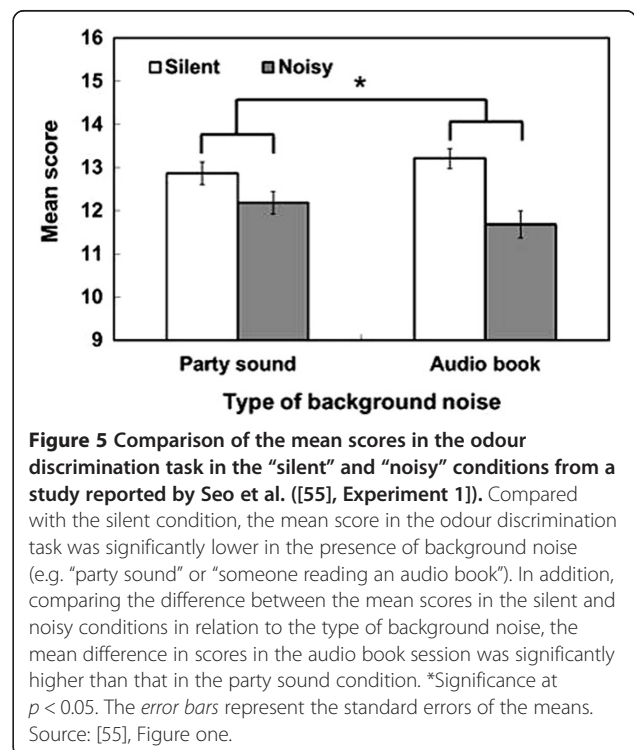 16
15
14
13
12
11
10
9
Mean score
Silent Noisy
*
Party sound Audio book
Type of background noise
Figure 5 Comparison of the mean scores in the odour
discrimination task in the “silent” and “noisy” conditions from a
study reported by Seo et al. ([55], Experiment 1]). Compared
with the silent condition, the mean score in the odour discrimination
task was significantly lower in the presence of background noise
(e.g. “party sound” or “someone reading an audio book”). In addition,
comparing the difference between the mean scores in the silent and
noisy conditions in relation to the type of background noise, the
mean difference in scores in the audio book session was significantly
higher than that in the party sound condition. *Significance at
p < 0.05. The error bars represent the standard errors of the means.
Source: [55], Figure one.